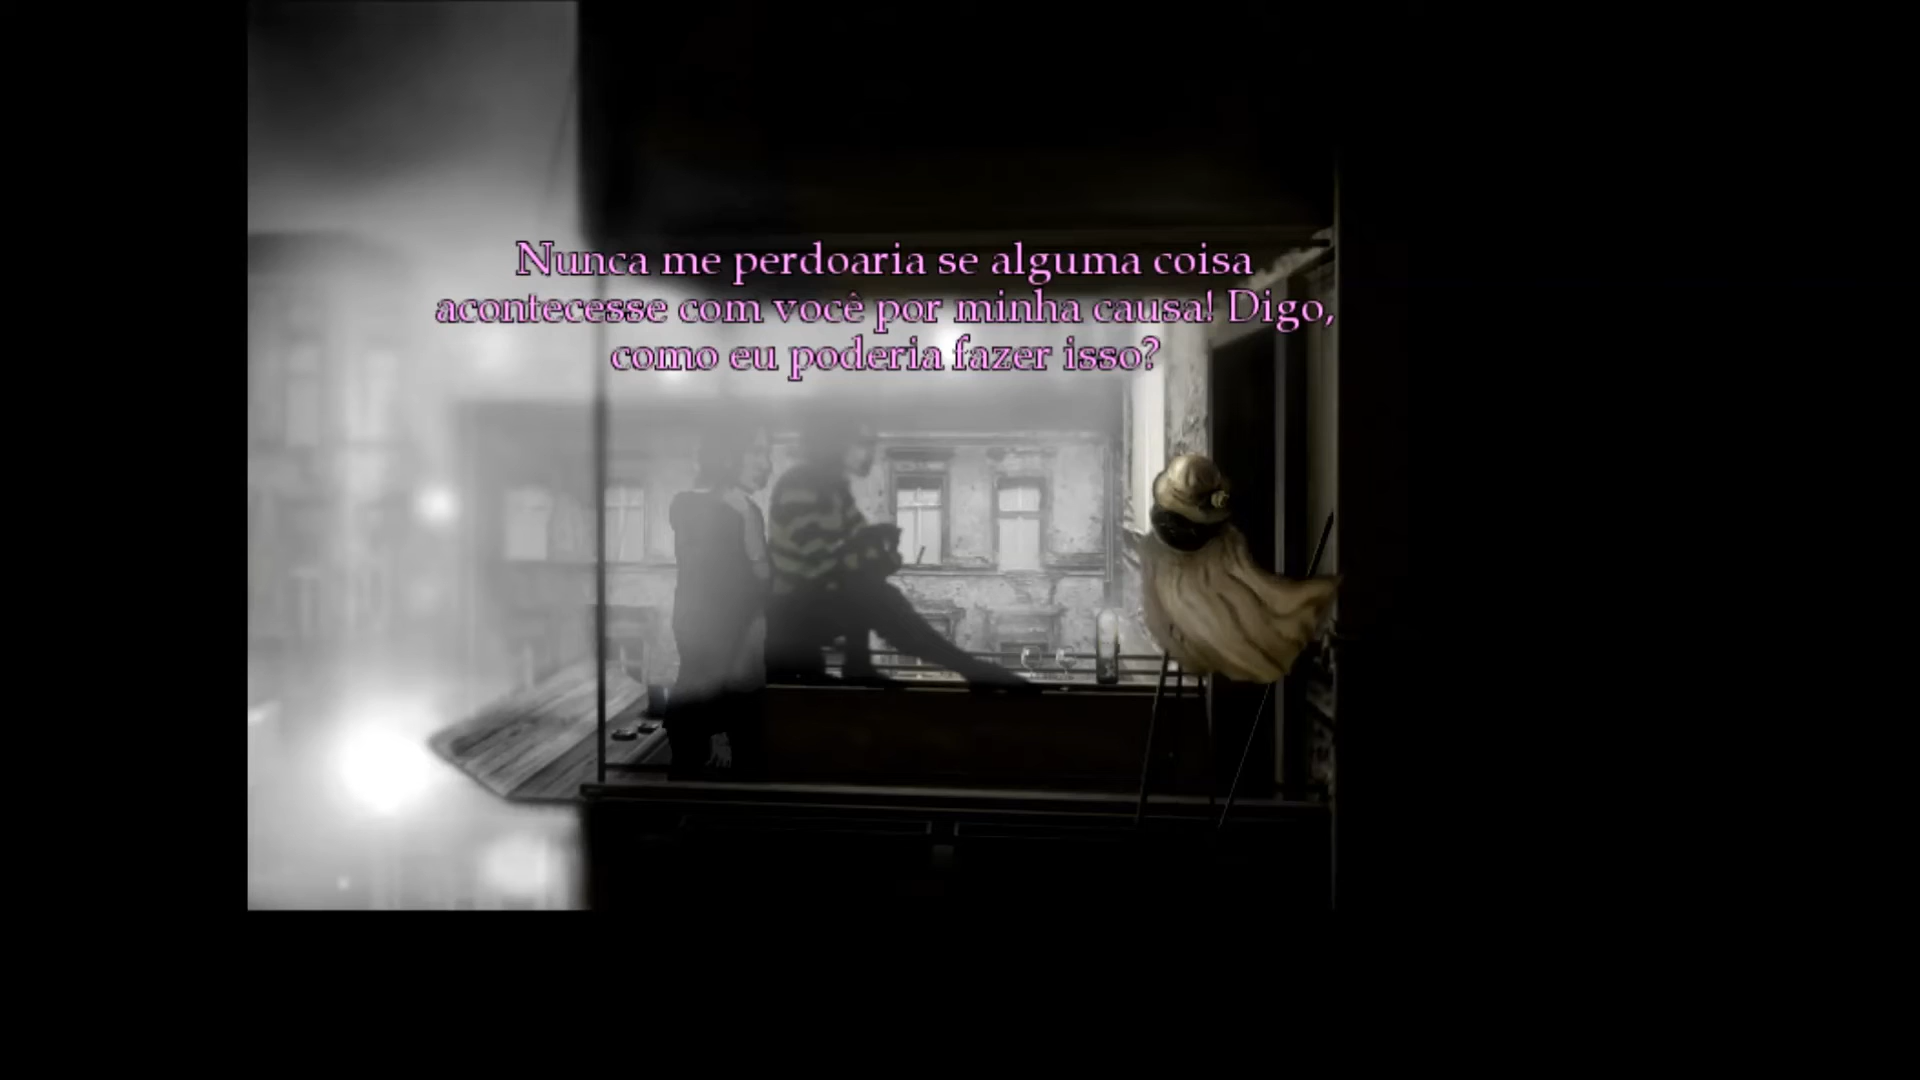 Nunca me perdoaria se alguma coisa
acontecesse com você por minha causa! Digo,
como eu poderia fazer isso?